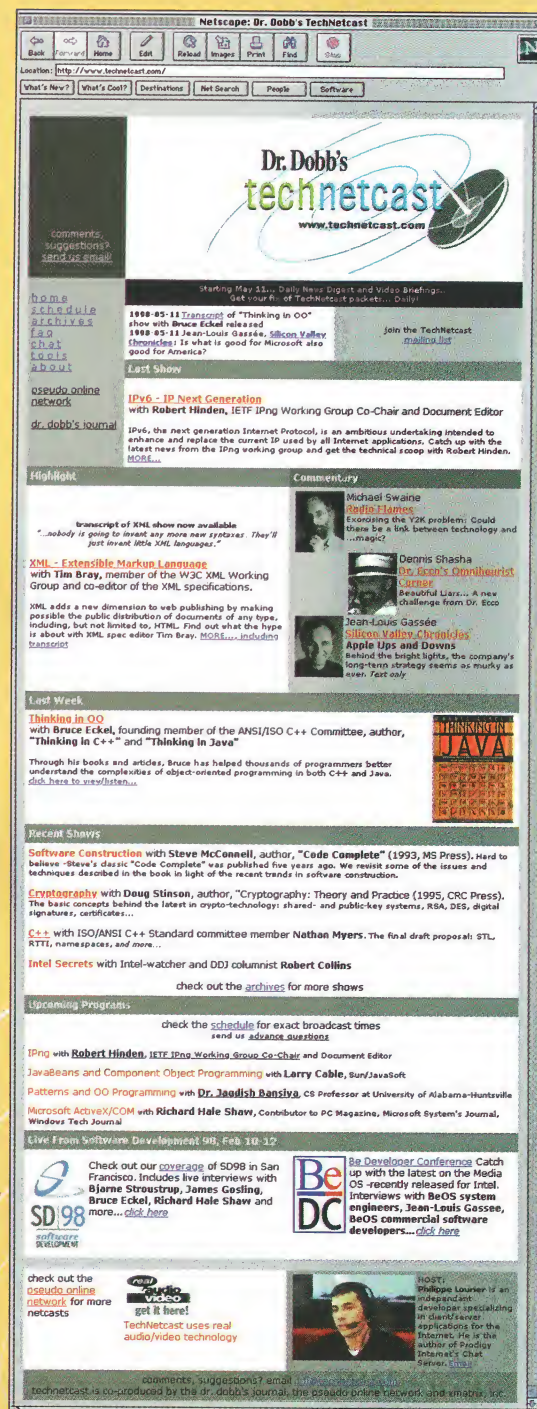 Netscape: Dr. Dobb's TechNetcast
Back Forward Home Edit Reload Images Print Find Stop
N
Location: http://www.technetcast.com/
What's New? What's Cool? Destinations Net Search People Software
Dr. Dobb's
technetcast
www.technetcast.com
comments,
suggestions?
send us email!
Starting May 11... Daily News Digest and Video Briefings..
Get your fix of TechNetcast packets... Daily!
home
schedule
archives
faq
chat
tools
about
pseudo online
network
dr. dobb's journal
1998-05-11 Transcript of "Thinking in OO"
show with Bruce Eckel released
1998-05-11 Jean-Louis Gassée, Silicon Valley
Chronicles: Is what is good for Microsoft also
good for America?
join the TechNetcast
mailing list
Last Show
IPv6 - IP Next Generation
with Robert Hinden, IETF IPng Working Group Co-Chair and Document Editor
IPv6, the next generation Internet Protocol, is an ambitious undertaking intended to
enhance and replace the current IP used by all Internet applications. Catch up with the
latest news from the IPng working group and get the technical scoop with Robert Hinden.
MORE...
Highlight
transcript of XML show now available
"...nobody is going to invent any more new syntaxes. They'll
just invent little XML languages."
XML - Extensible Markup Language
with Tim Bray, member of the W3C XML Working
Group and co-editor of the XML specifications.
XML adds a new dimension to web publishing by making
possible the public distribution of documents of any type,
including, but not limited to, HTML. Find out what the hype
is about with XML spec editor Tim Bray. MORE..., including
transcript
Commentary
Michael Swaine
Radio Flames
Exorcising the Y2K problem: Could
there be a link between technology and
...magic?
Dennis Shasha
Dr. Ecco's Omniheurist
Corner
Beautiful Liars... A new
challenge from Dr. Ecco
Jean-Louis Gassée
Silicon Valley Chronicles
Apple Ups and Downs
Behind the bright lights, the company's
long-term strategy seems as murky as
ever. Text only
Last Week
Thinking in OO
with Bruce Eckel, founding member of the ANSI/ISO C++ Committee, author,
"Thinking in C++" and "Thinking in Java"
Through his books and articles, Bruce has helped thousands of programmers better
understand the complexities of object-oriented programming in both C++ and Java.
click here to view/listen...
THINKING IN
JAVA
Recent Shows
Software Construction with Steve McConnell, author, "Code Complete" (1993, MS Press). Hard to
believe -Steve's classic "Code Complete" was published five years ago. We revisit some of the issues and
techniques described in the book in light of the recent trends in software construction.
Cryptography with Doug Stinson, author, "Cryptography: Theory and Practice (1995, CRC Press).
The basic concepts behind the latest in crypto-technology: shared- and public-key systems, RSA, DES, digital
signatures, certificates...
C++ with ISO/ANSI C++ Standard committee member Nathan Myers. The final draft proposal: STL,
RTTI, namespaces, and more...
Intel Secrets with Intel-watcher and DDJ columnist Robert Collins
check out the archives for more shows
Upcoming Programs
check the schedule for exact broadcast times
send us advance questions
IPng with Robert Hinden, IETF IPng Working Group Co-Chair and Document Editor
JavaBeans and Component Object Programming with Larry Cable, Sun/JavaSoft
Patterns and OO Programming with Dr. Jagdish Bansiya, CS Professor at University of Alabama-Huntsville
Microsoft ActiveX/COM with Richard Hale Shaw, Contributor to PC Magazine, Microsoft System's Journal,
Windows Tech Journal
Live From Software Development 98, Feb 10-12
SD 98
software
DEVELOPMENT
Check out our coverage of SD98 in San
Francisco. Includes live interviews with
Bjarne Stroustrup, James Gosling,
Bruce Eckel, Richard Hale Shaw and
more... click here
Be
DC
Be Developer Conference Catch
up with the latest on the Media
OS -recently released for Intel.
Interviews with BeOS system
engineers, Jean-Louis Gassee,
BeOS commercial software
developers...click here
check out the
pseudo online
network for more
netcasts
real
audio
video
get it here!
TechNetcast uses real
audio/video technology
HOST:
Philippe Lourier is an
independant
developer specializing
in client/server
applications for the
Internet. He is the
author of Prodigy
Internet's Chat
Server. Email
comments, suggestions? email
technetcast is co-produced by the dr. dobb's journal, the pseudo online network and xmatrix, inc.